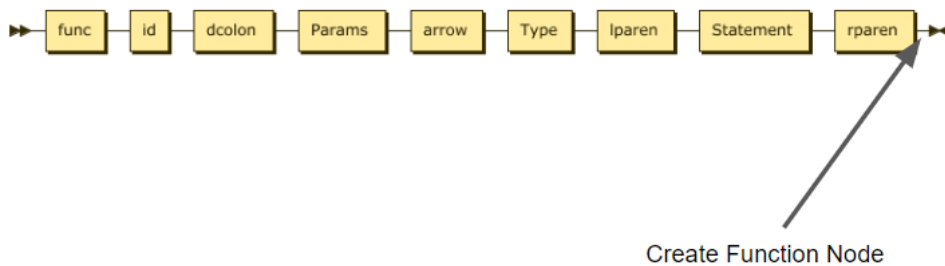 func id dcolon Params arrow Type lparen Statement rparen
Create Function Node